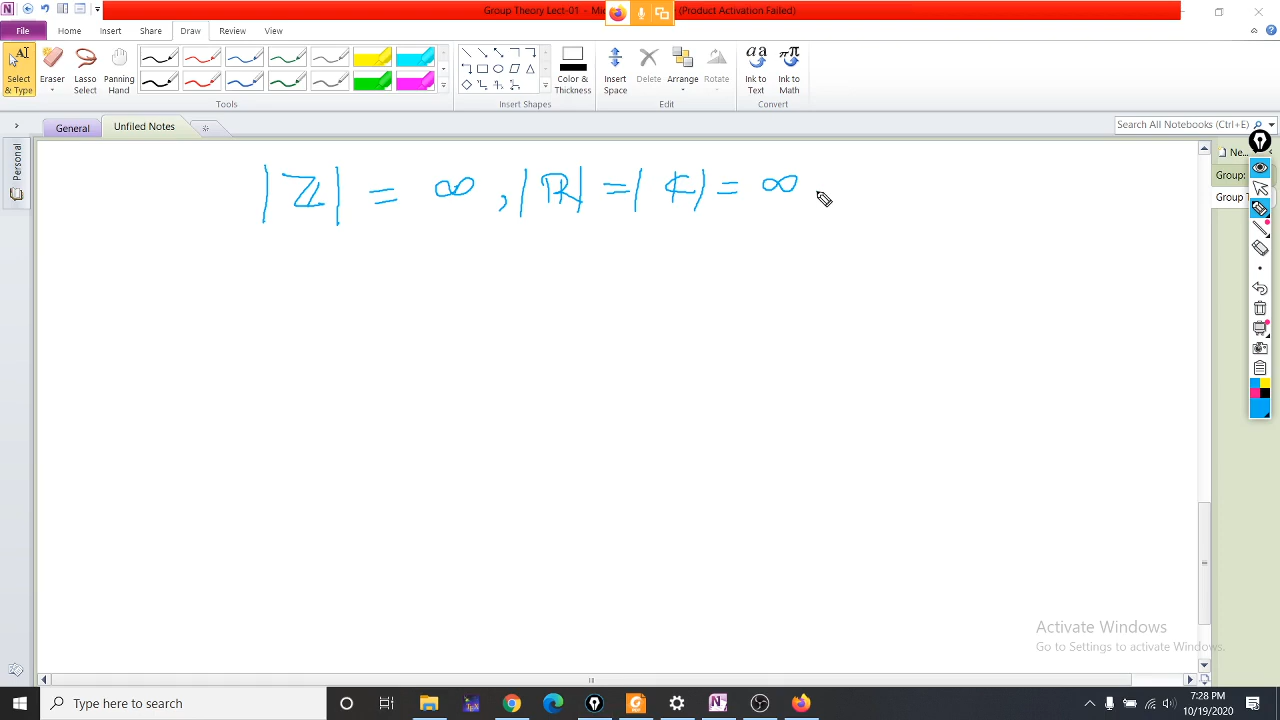 Group Theory Lect-01 - Mi (Product Activation Failed)
File Home Insert Share Draw Review View
Select & Type Eraser Lasso Select Panning Hand Color & Thickness Insert Space Delete Arrange Rotate Ink to Text Ink to Math
Tools Insert Shapes Edit Convert
General Unfiled Notes Search All Notebooks (Ctrl+E)
Personal
Ne...
Group:
Group 1
|ℤ| = ∞, |ℝ| = |ℂ| = ∞
Activate Windows
Go to Settings to activate Windows.
Type here to search
7:28 PM
10/19/2020